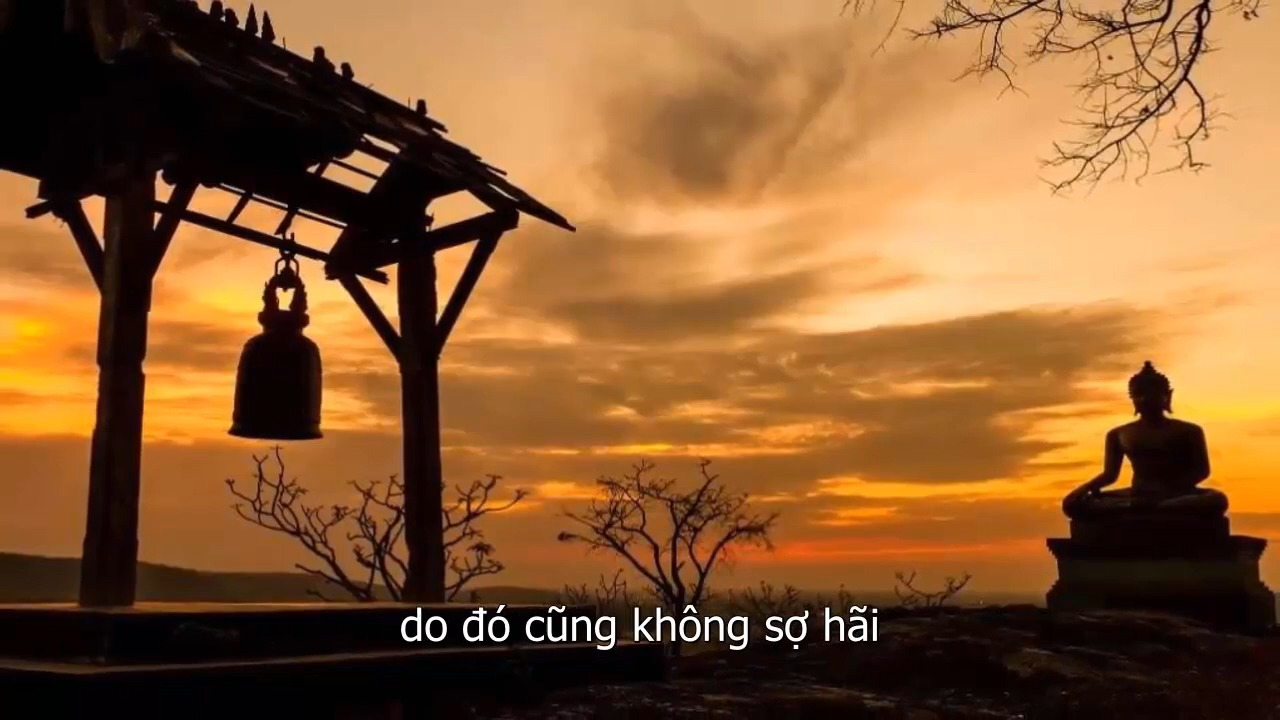 do đó cũng không sợ hãi